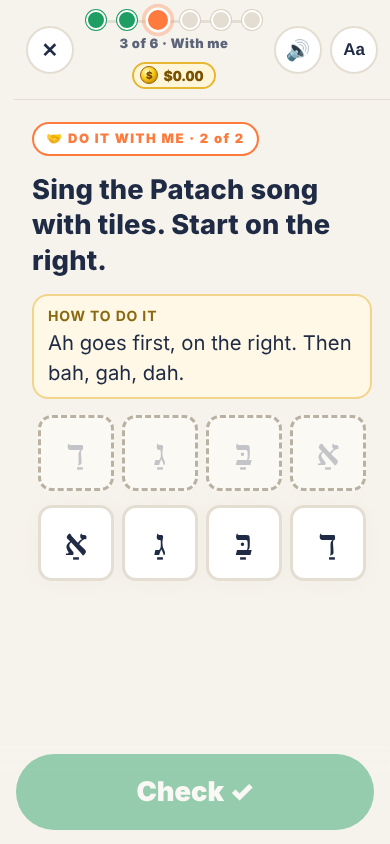 ✕
3 of 6 · With me
$ $0.00
🔊
Aa
🤝 DO IT WITH ME · 2 of 2
Sing the Patach song
with tiles. Start on the
right.
HOW TO DO IT
Ah goes first, on the right. Then
bah, gah, dah.
אַ בַּ גַ דַ
דַ בַּ גַ אַ
Check ✓